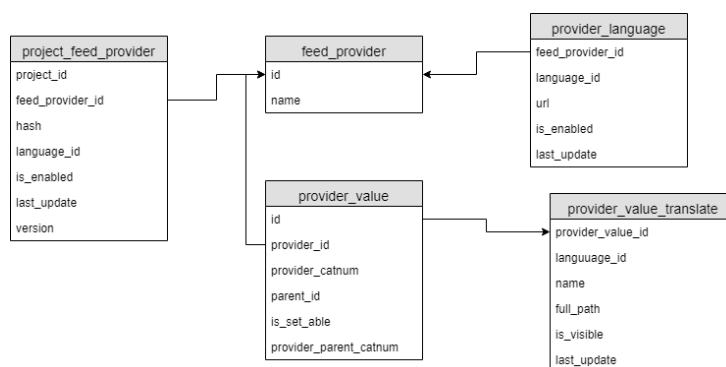 project_feed_provider
project_id
feed_provider_id
hash
language_id
is_enabled
last_update
version
feed_provider
id
name
provider_language
feed_provider_id
language_id
url
is_enabled
last_update
provider_value
id
provider_id
provider_catnum
parent_id
is_set_able
provider_parent_catnum
provider_value_translate
provider_value_id
languuage_id
name
full_path
is_visible
last_update